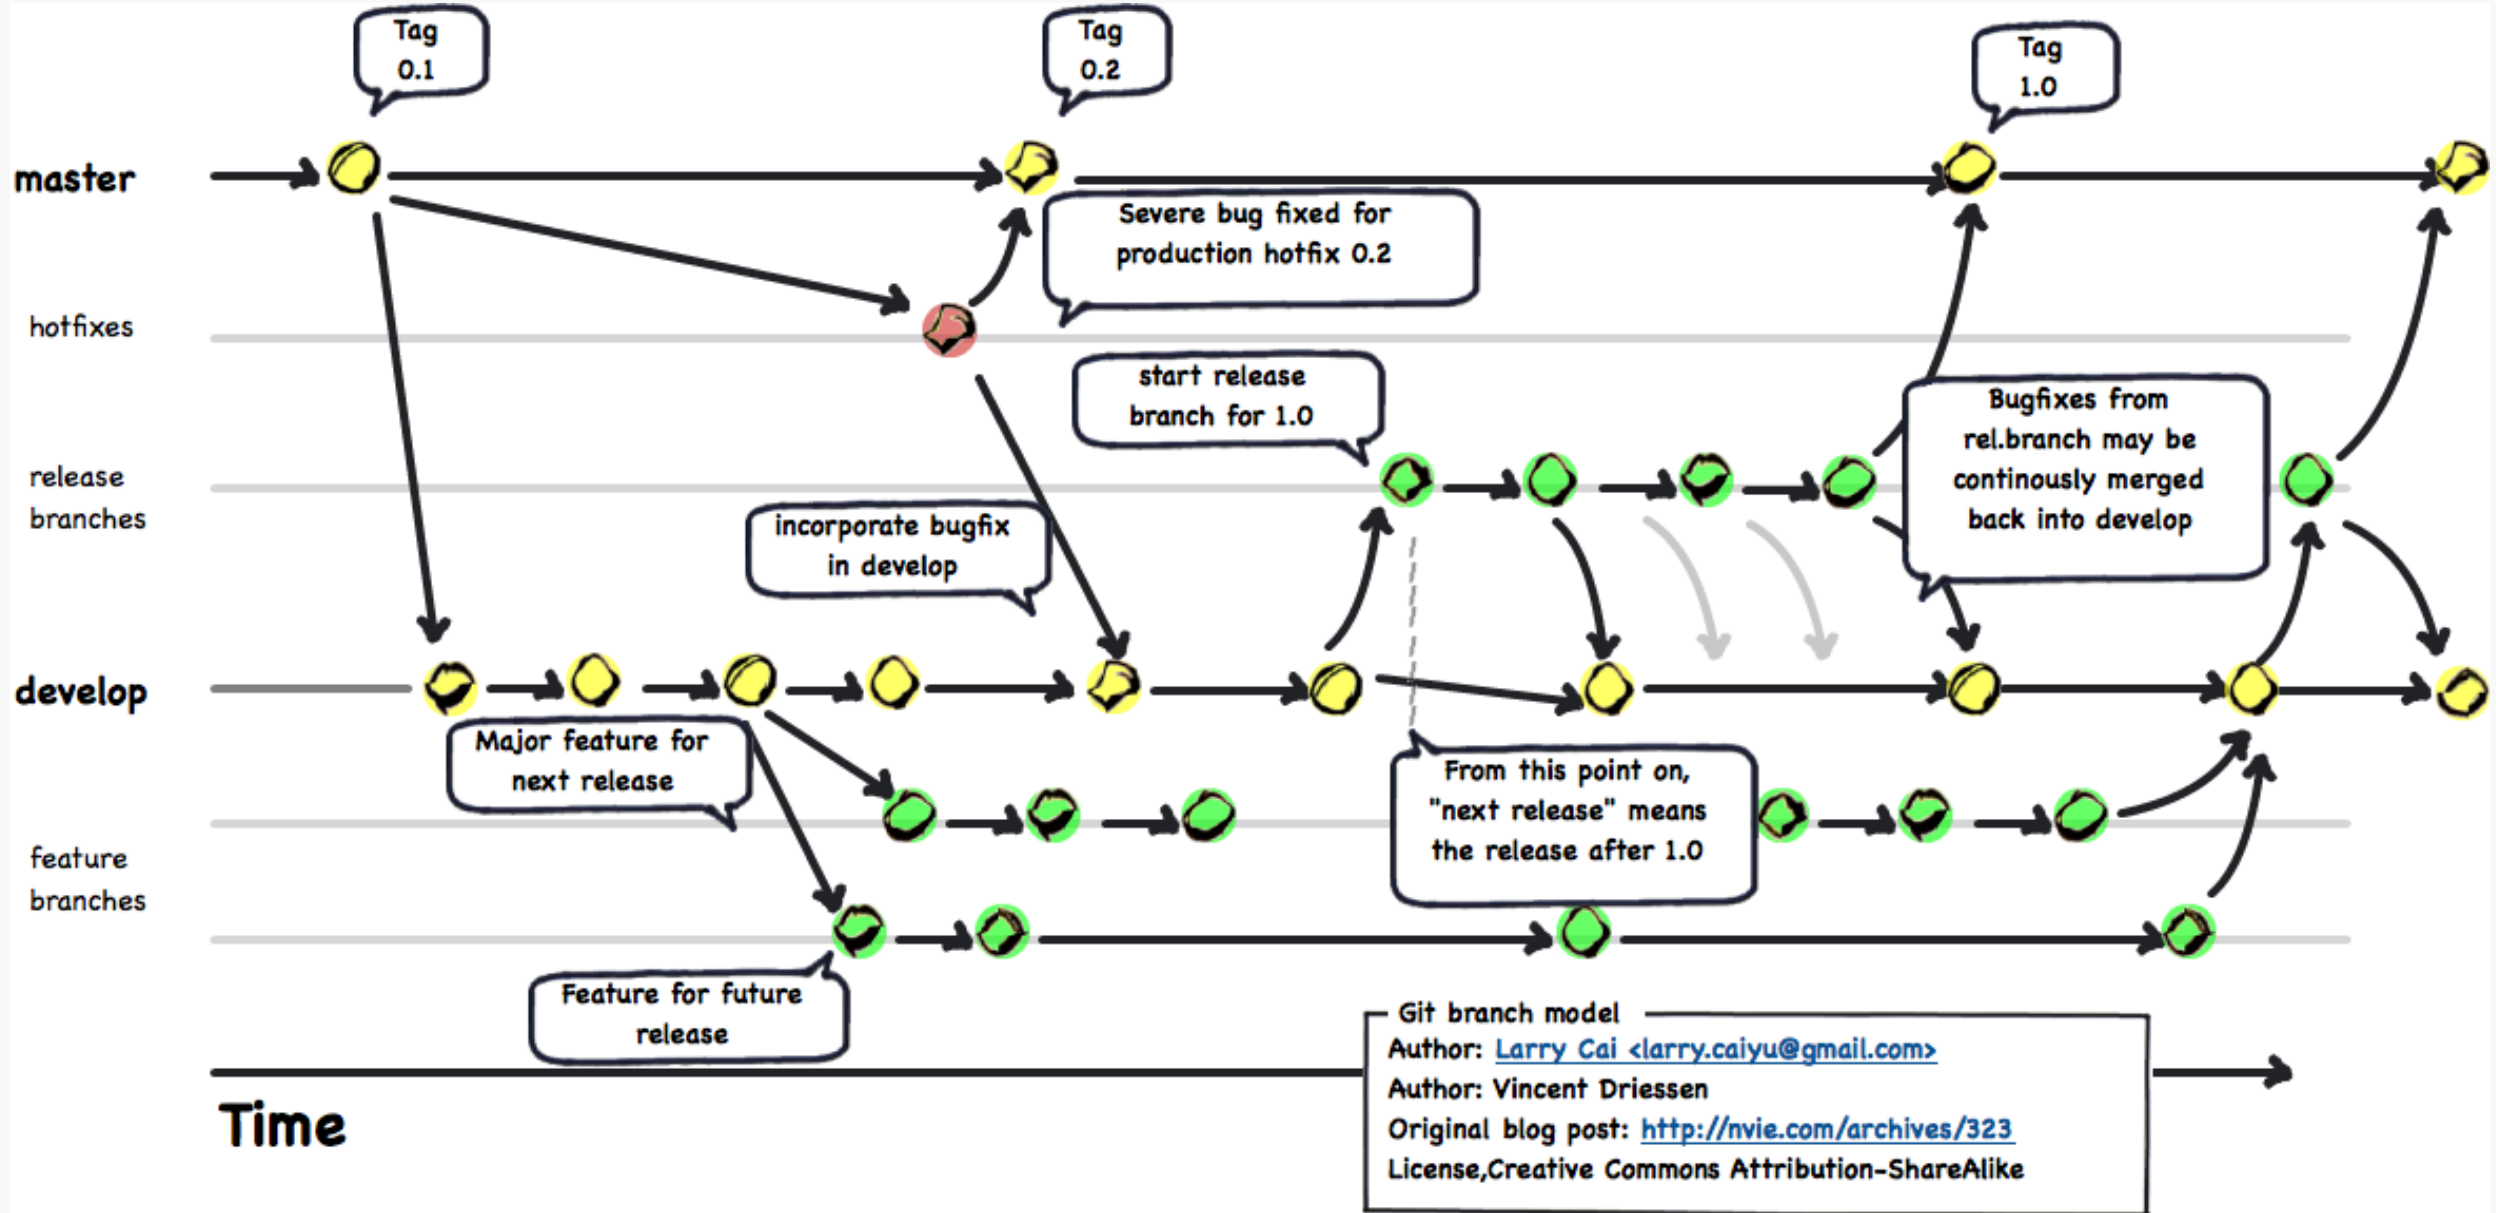 Tag
0.1
Tag
0.2
Tag
1.0
master
Severe bug fixed for
production hotfix 0.2
hotfixes
start release
branch for 1.0
Bugfixes from
rel.branch may be
continously merged
back into develop
release
branches
incorporate bugfix
in develop
develop
Major feature for
next release
From this point on,
"next release" means
the release after 1.0
feature
branches
Feature for future
release
Git branch model
Author: Larry Cai <larry.caiyu@gmail.com>
Author: Vincent Driessen
Original blog post: http://nvie.com/archives/323
License,Creative Commons Attribution-ShareAlike
Time